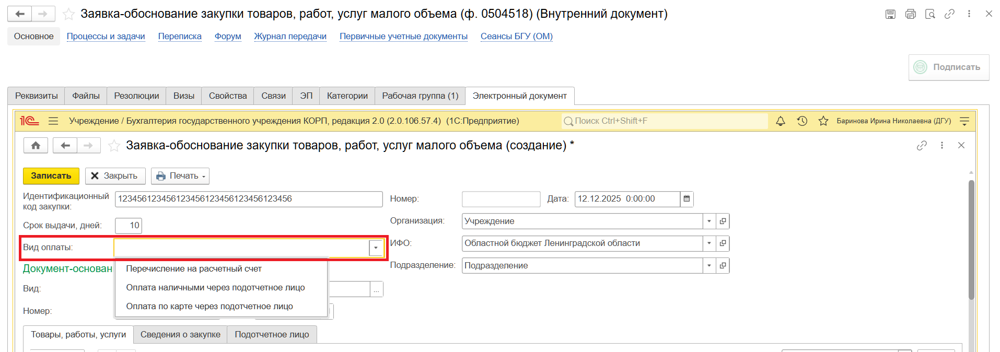 Заявка-обоснование закупки товаров, работ, услуг малого объема (ф. 0504518) (Внутренний документ)
Основное Процессы и задачи Переписка Форум Журнал передачи Первичные учетные документы Сеансы БГУ (ОМ)
Подписать
Реквизиты Файлы Резолюции Визы Свойства Связи ЭП Категории Рабочая группа (1) Электронный документ
1С Учреждение / Бухгалтерия государственного учреждения КОРП, редакция 2.0 (2.0.106.57.4) (1С:Предприятие) Поиск Ctrl+Shift+F Баринова Ирина Николаевна (ДГУ)
Заявка-обоснование закупки товаров, работ, услуг малого объема (создание) *
Записать Закрыть Печать
Идентификационный
код закупки: 123456123456123456123456123456123456 Номер: Дата: 12.12.2025 0:00:00
Срок выдачи, дней: 10 Организация: Учреждение
Вид оплаты: ИФО: Областной бюджет Ленинградской области
Документ-основан Перечисление на расчетный счет Подразделение: Подразделение
Вид: Оплата наличными через подотчетное лицо ...
Номер: Оплата по карте через подотчетное лицо
Товары, работы, услуги Сведения о закупке Подотчетное лицо